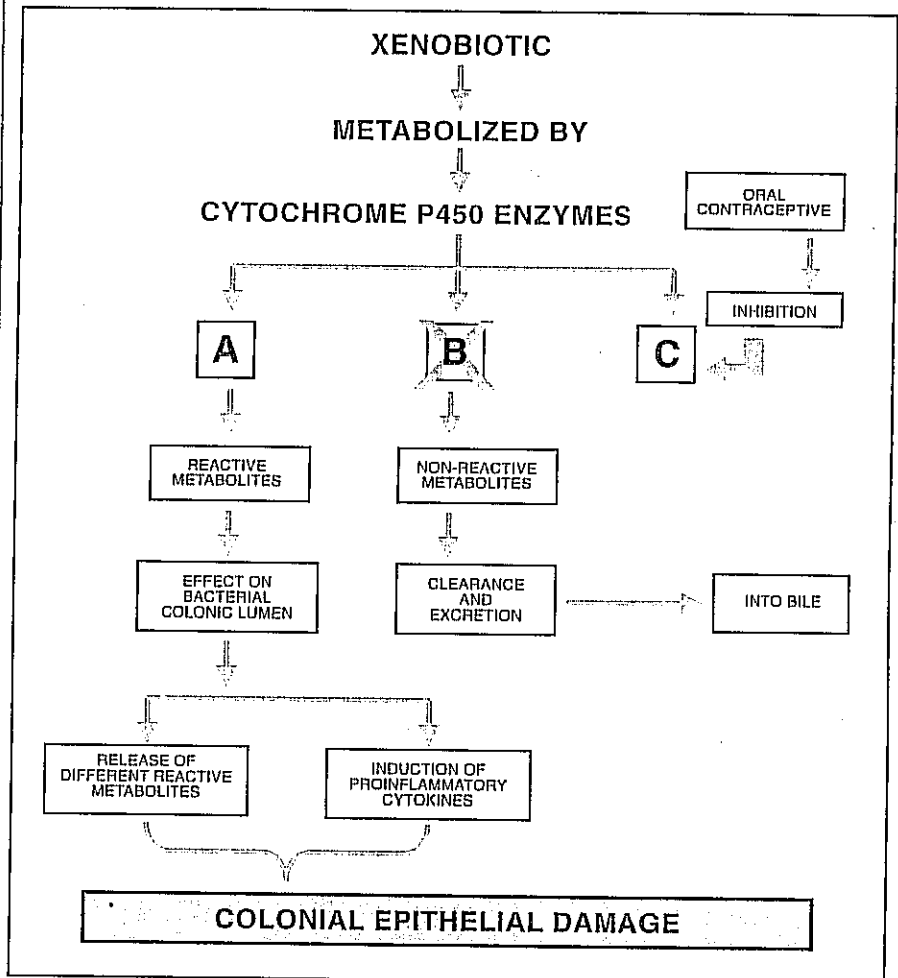 XENOBIOTIC
METABOLIZED BY
CYTOCHROME P450 ENZYMES
ORAL
CONTRACEPTIVE
INHIBITION
A
B
C
REACTIVE
METABOLITES
NON-REACTIVE
METABOLITES
EFFECT ON
BACTERIAL
COLONIC LUMEN
CLEARANCE
AND
EXCRETION
INTO BILE
RELEASE OF
DIFFERENT REACTIVE
METABOLITES
INDUCTION OF
PROINFLAMMATORY
CYTOKINES
COLONIAL EPITHELIAL DAMAGE